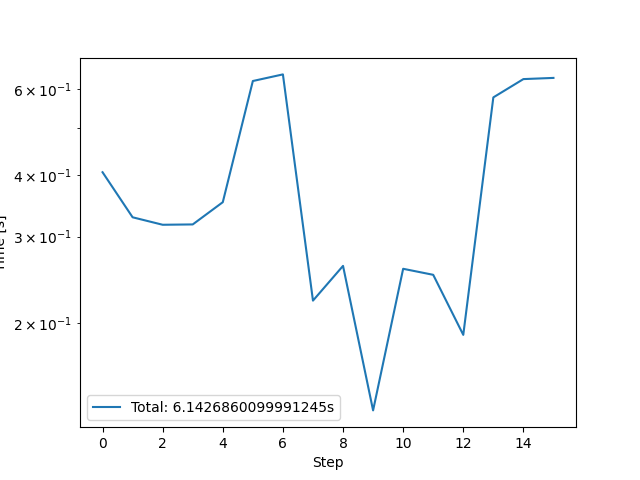 6 × 10⁻¹
4 × 10⁻¹
3 × 10⁻¹
2 × 10⁻¹
Time [s]
Total: 6.1426860099991245s
0 2 4 6 8 10 12 14
Step